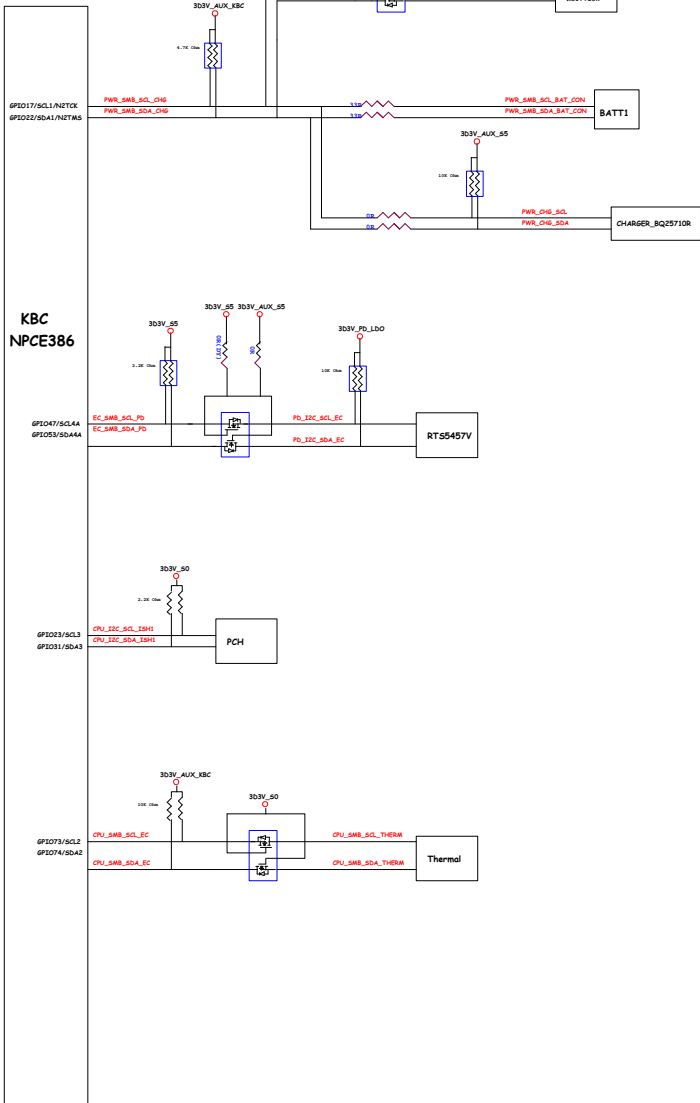 3D3V_AUX_KBC
4.7K Ohm
GPIO17/SCL1/N2TCK
PWR_SMB_SCL_CHG
33R
PWR_SMB_SCL_BAT_CON
GPIO22/SDA1/N2TMS
PWR_SMB_SDA_CHG
33R
PWR_SMB_SDA_BAT_CON
BATT1
3D3V_AUX_S5
10K Ohm
0R
PWR_CHG_SCL
0R
PWR_CHG_SDA
CHARGER_BQ25710R
KBC
NPCE386
3D3V_S5
3D3V_AUX_S5
3D3V_S5
3D3V_PD_LDO
2.2K Ohm
0R(DY)
0R
10K Ohm
GPIO47/SCL4A
EC_SMB_SCL_PD
PD_I2C_SCL_EC
GPIO53/SDA4A
EC_SMB_SDA_PD
PD_I2C_SDA_EC
RTS5457V
3D3V_S0
2.2K Ohm
GPIO23/SCL3
CPU_I2C_SCL_ISH1
GPIO31/SDA3
CPU_I2C_SDA_ISH1
PCH
3D3V_AUX_KBC
10K Ohm
3D3V_S0
GPIO73/SCL2
CPU_SMB_SCL_EC
CPU_SMB_SCL_THERM
GPIO74/SDA2
CPU_SMB_SDA_EC
CPU_SMB_SDA_THERM
Thermal